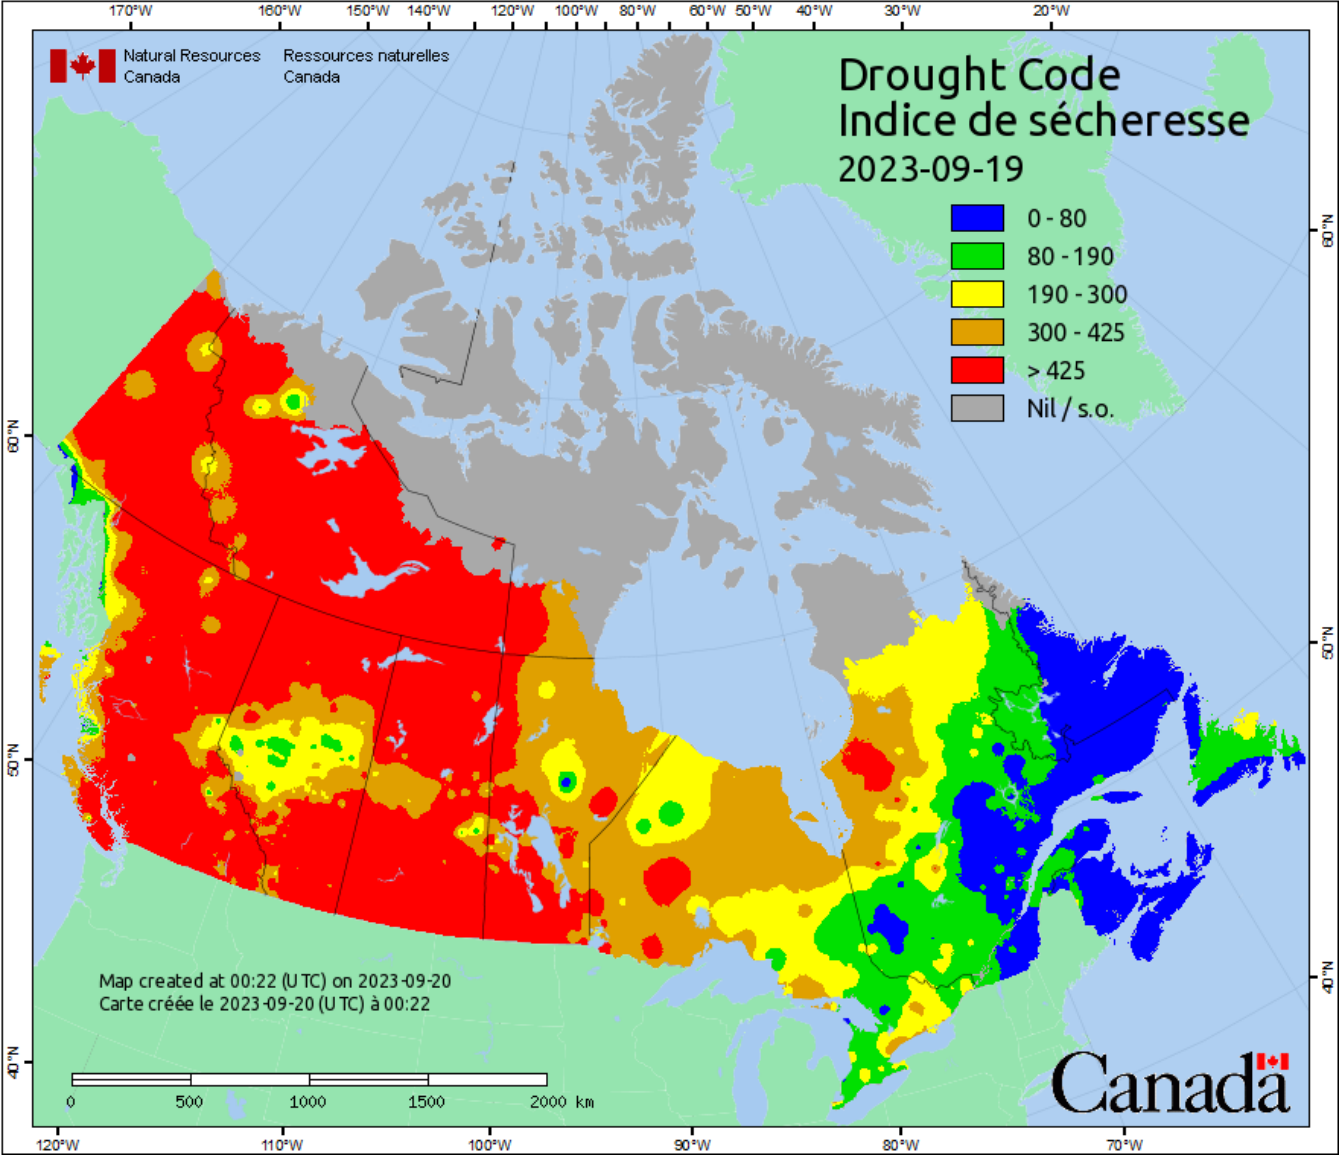 170°W 160°W 150°W 140°W 120°W 100°W 80°W 60°W 50°W 40°W 30°W 20°W
Natural Resources Ressources naturelles
Canada Canada
Drought Code
Indice de sécheresse
2023-09-19
0 - 80
80 - 190
190 - 300
300 - 425
> 425
Nil / s.o.
60°N
60°N
50°N
50°N
40°N
40°N
Map created at 00:22 (UTC) on 2023-09-20
Carte créée le 2023-09-20 (UTC) à 00:22
0 500 1000 1500 2000 km
Canada
120°W 110°W 100°W 90°W 80°W 70°W